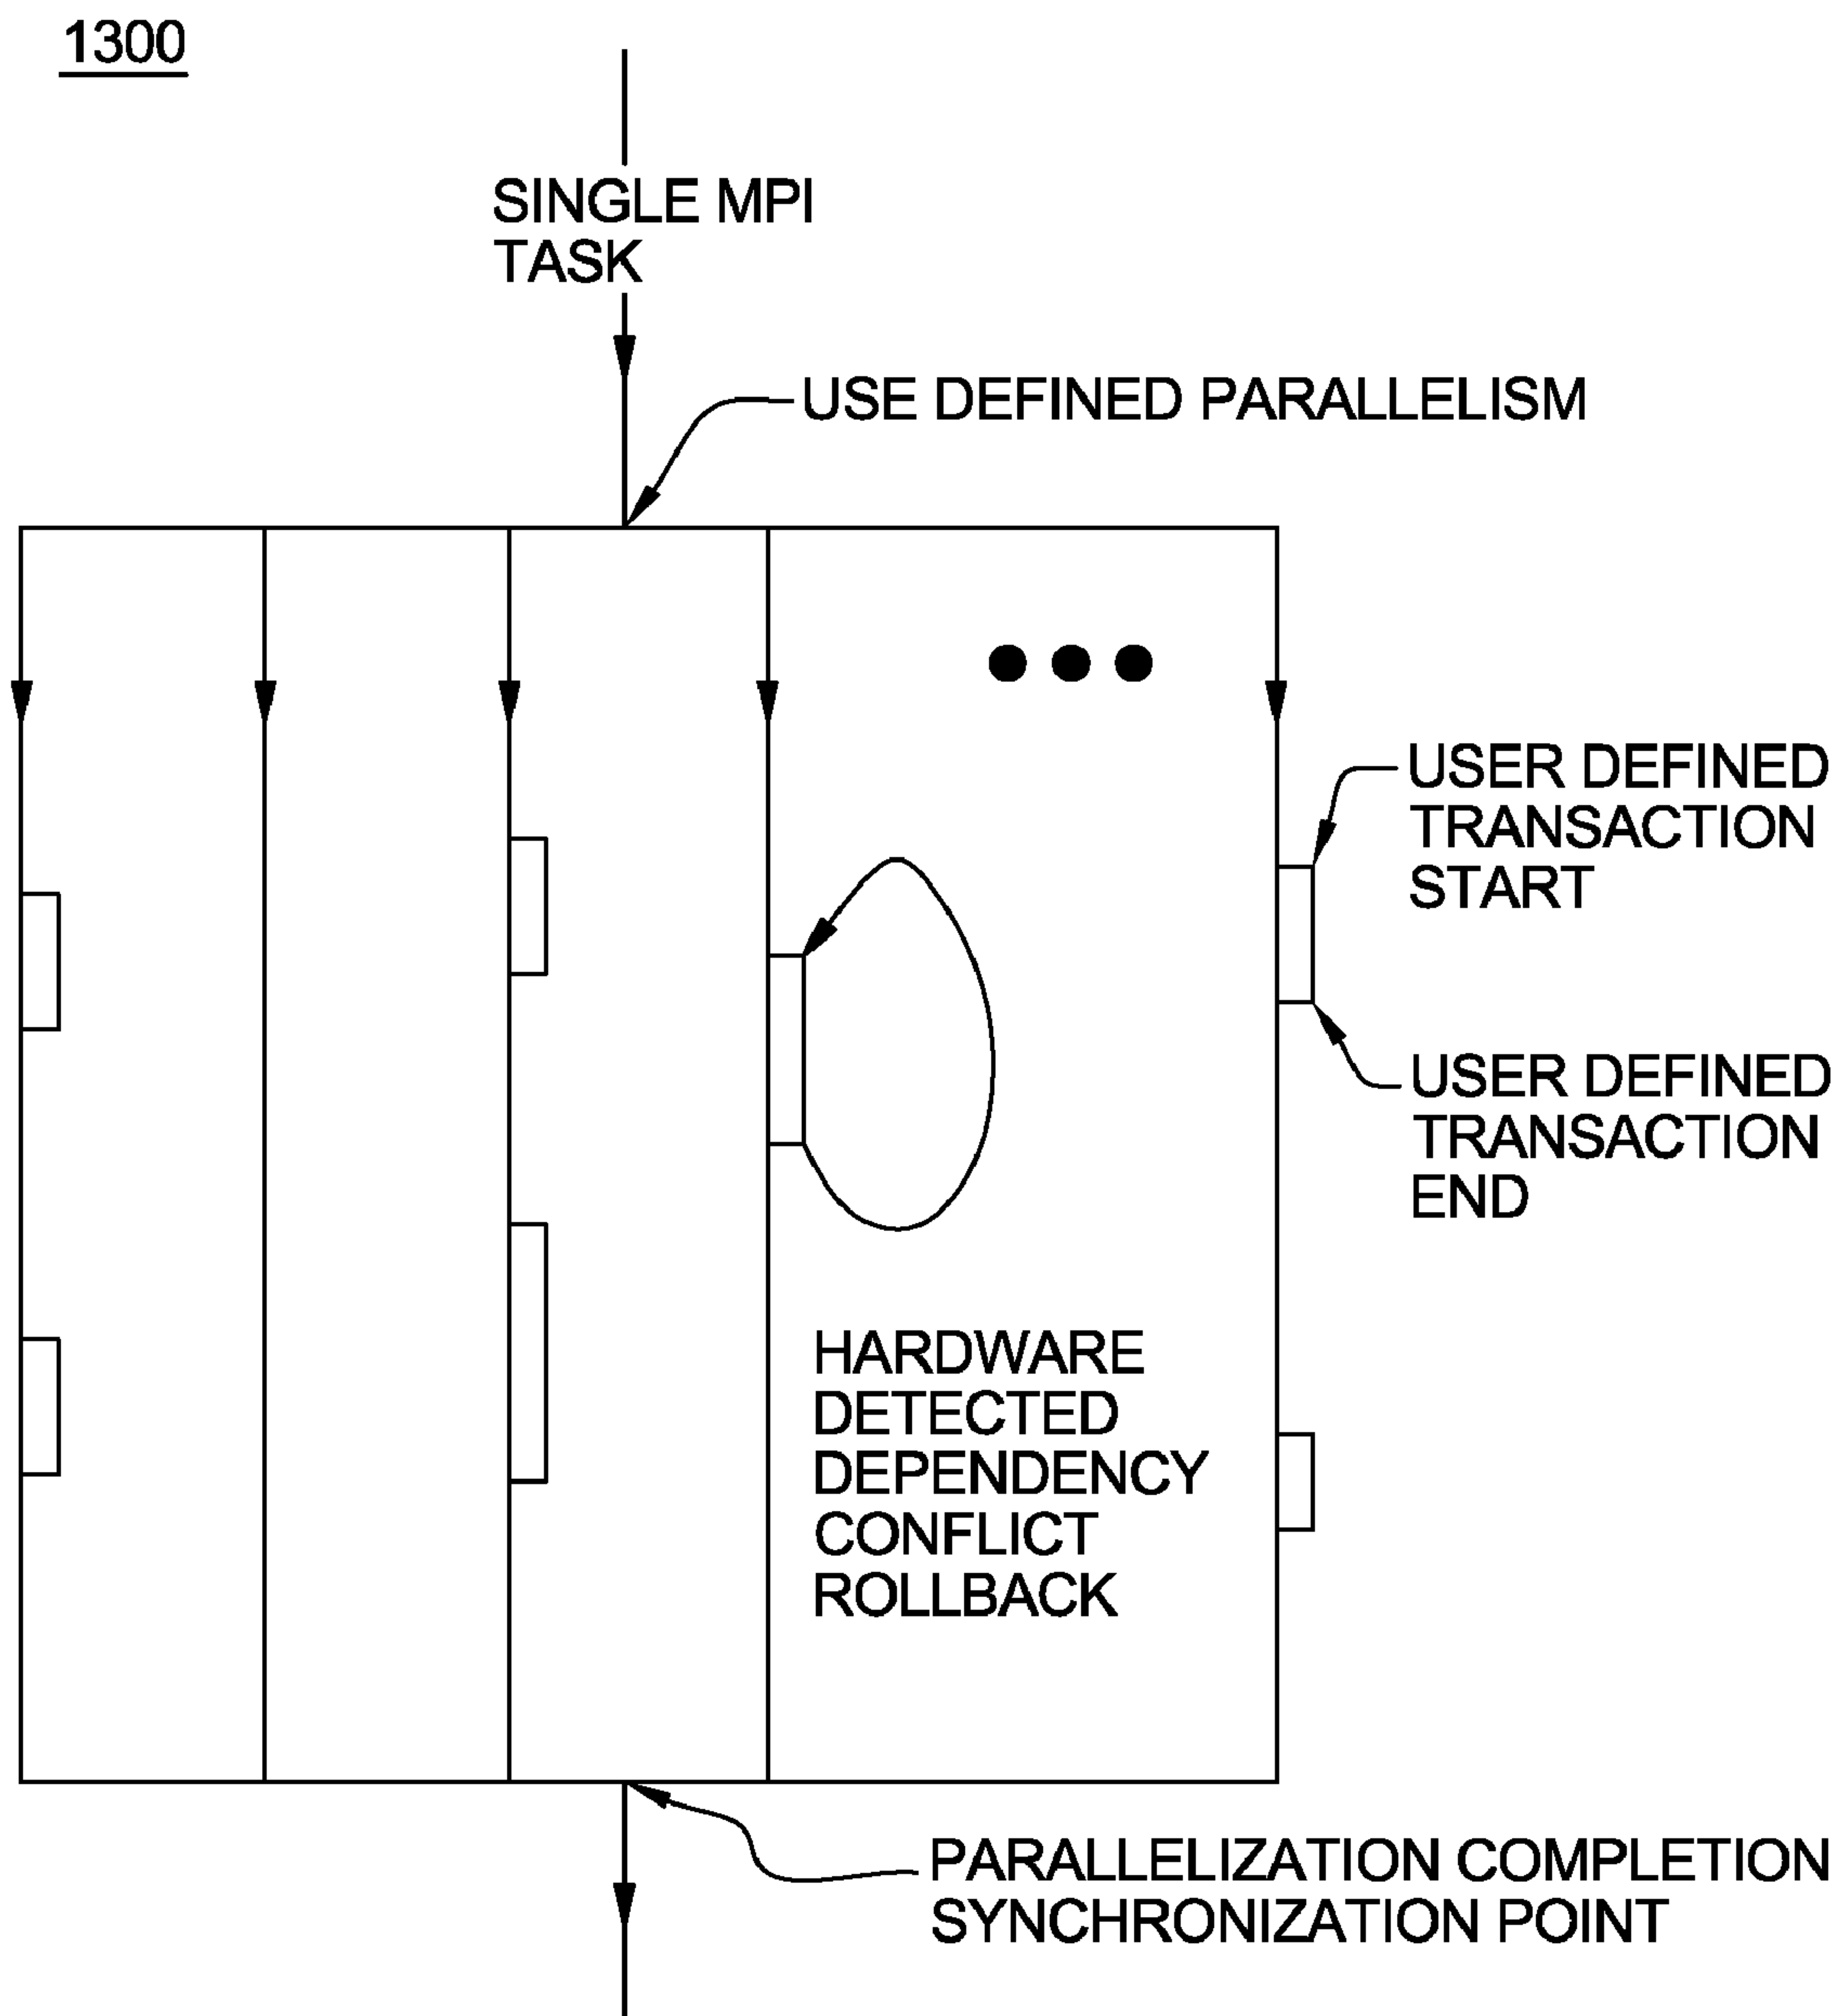 1300
SINGLE MPI
TASK
USE DEFINED PARALLELISM
USER DEFINED
TRANSACTION
START
USER DEFINED
TRANSACTION
END
HARDWARE
DETECTED
DEPENDENCY
CONFLICT
ROLLBACK
PARALLELIZATION COMPLETION
SYNCHRONIZATION POINT